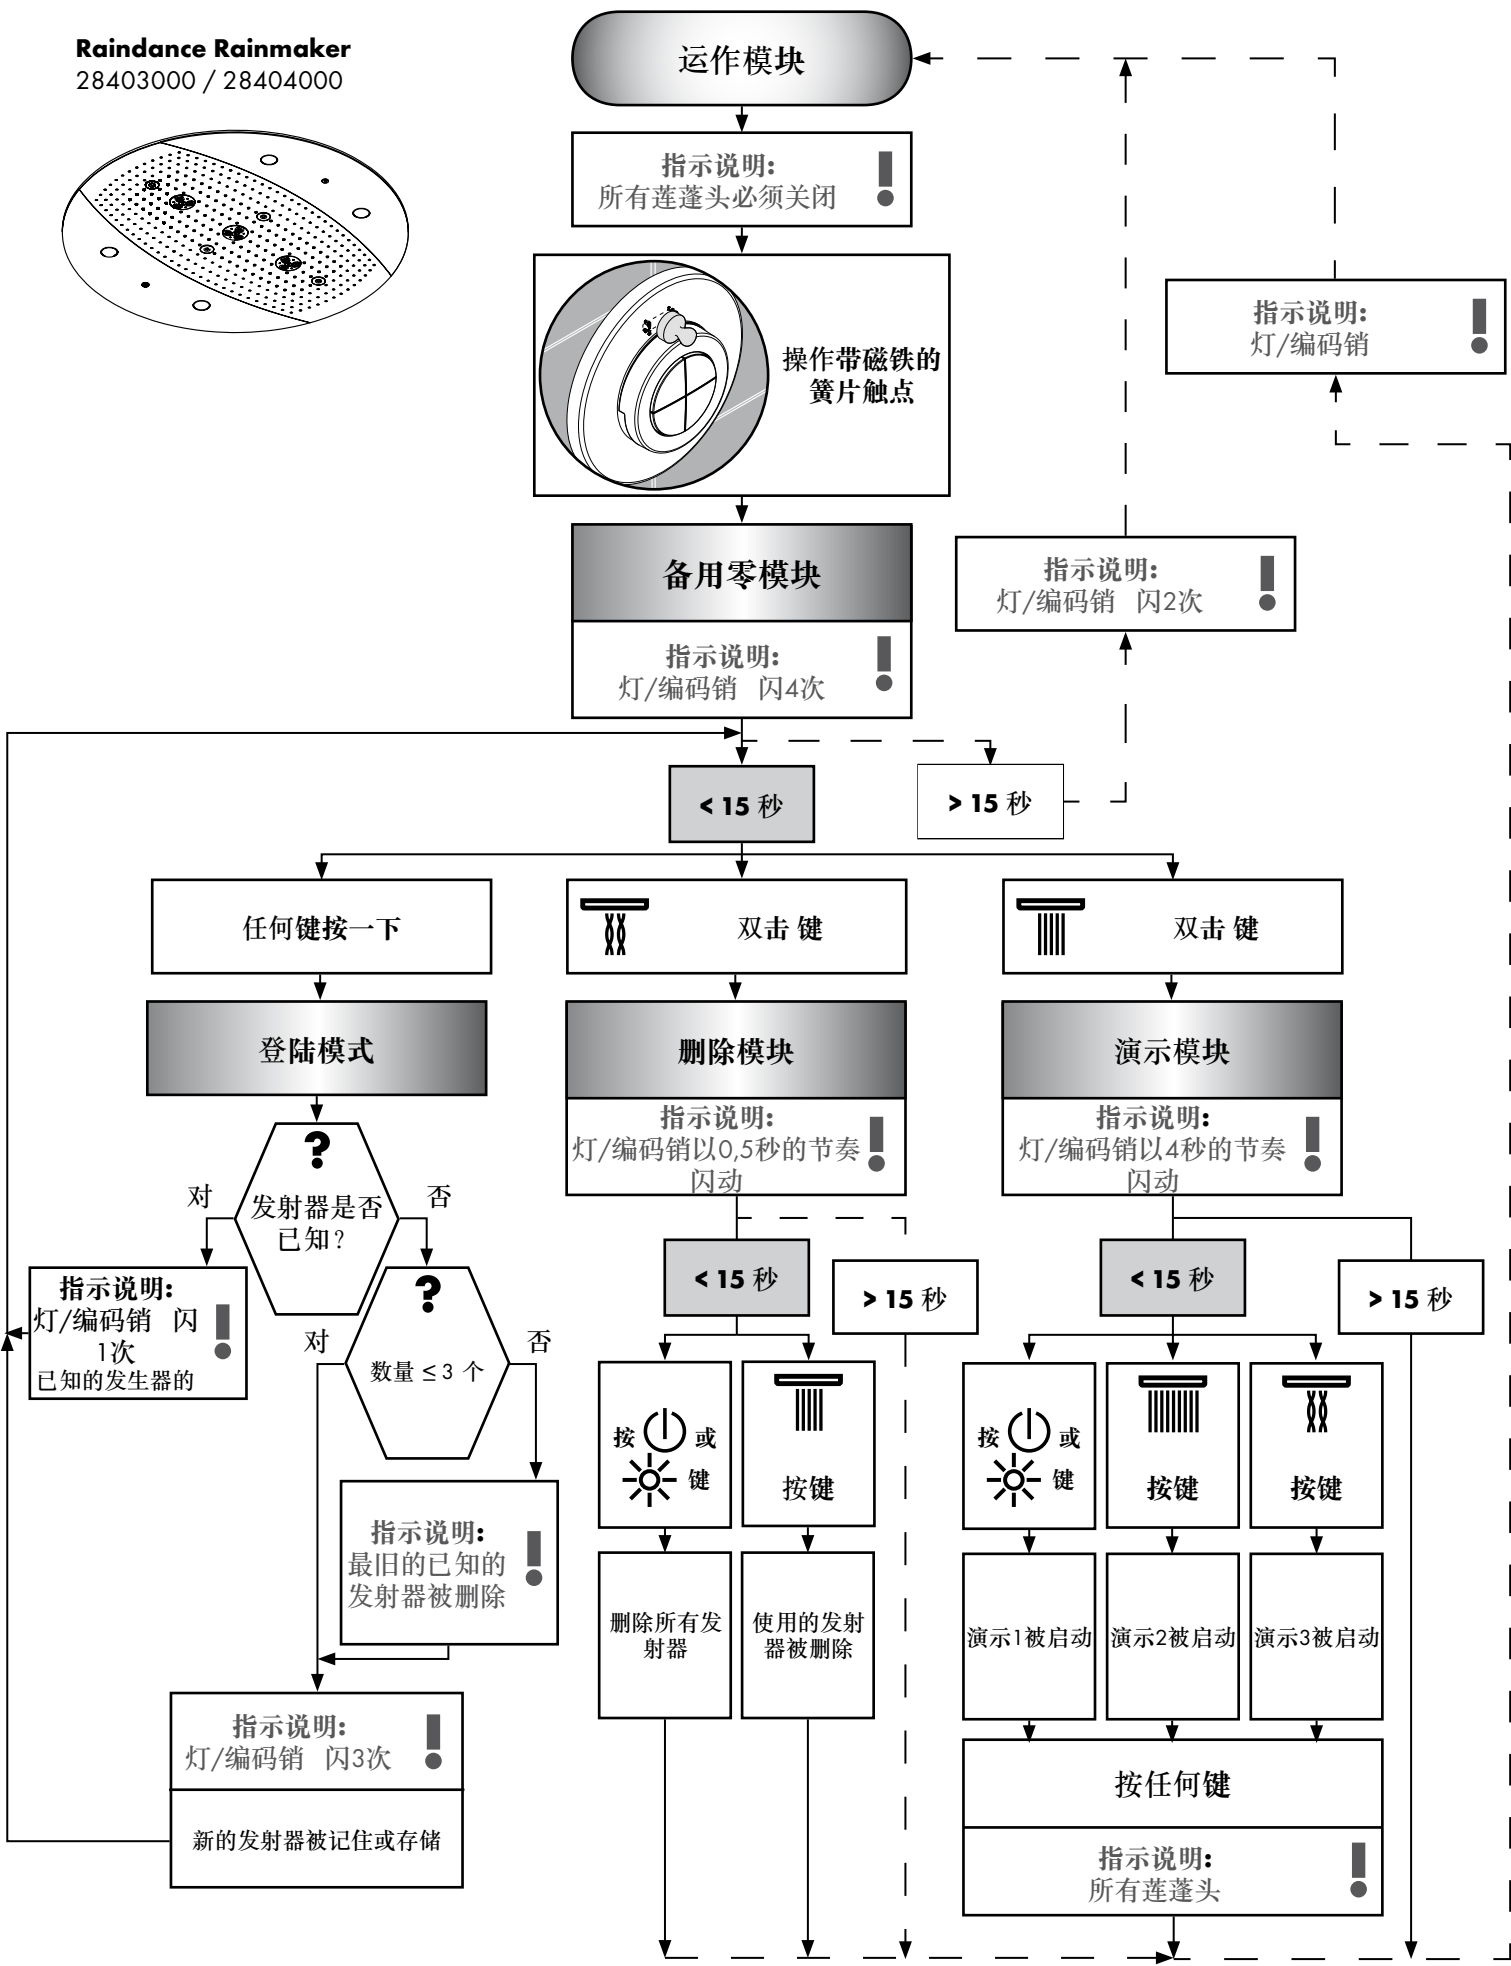 Raindance Rainmaker
28403000 / 28404000
运作模块
指示说明:
所有莲蓬头必须关闭
操作带磁铁的
簧片触点
指示说明:
灯/编码销
备用零模块
指示说明:
灯/编码销 闪4次
指示说明:
灯/编码销 闪2次
< 15 秒
> 15 秒
任何键按一下
双击 键
双击 键
登陆模式
删除模块
指示说明:
灯/编码销以0,5秒的节奏
闪动
演示模块
指示说明:
灯/编码销以4秒的节奏
闪动
?
发射器是否
已知?
对
否
指示说明:
灯/编码销 闪
1次
已知的发生器的
?
数量 ≤ 3 个
对
否
指示说明:
最旧的已知的
发射器被删除
指示说明:
灯/编码销 闪3次
新的发射器被记住或存储
< 15 秒
> 15 秒
按 或
键
按键
删除所有发
射器
使用的发射
器被删除
< 15 秒
> 15 秒
按 或
键
按键
按键
演示1被启动
演示2被启动
演示3被启动
按任何键
指示说明:
所有莲蓬头